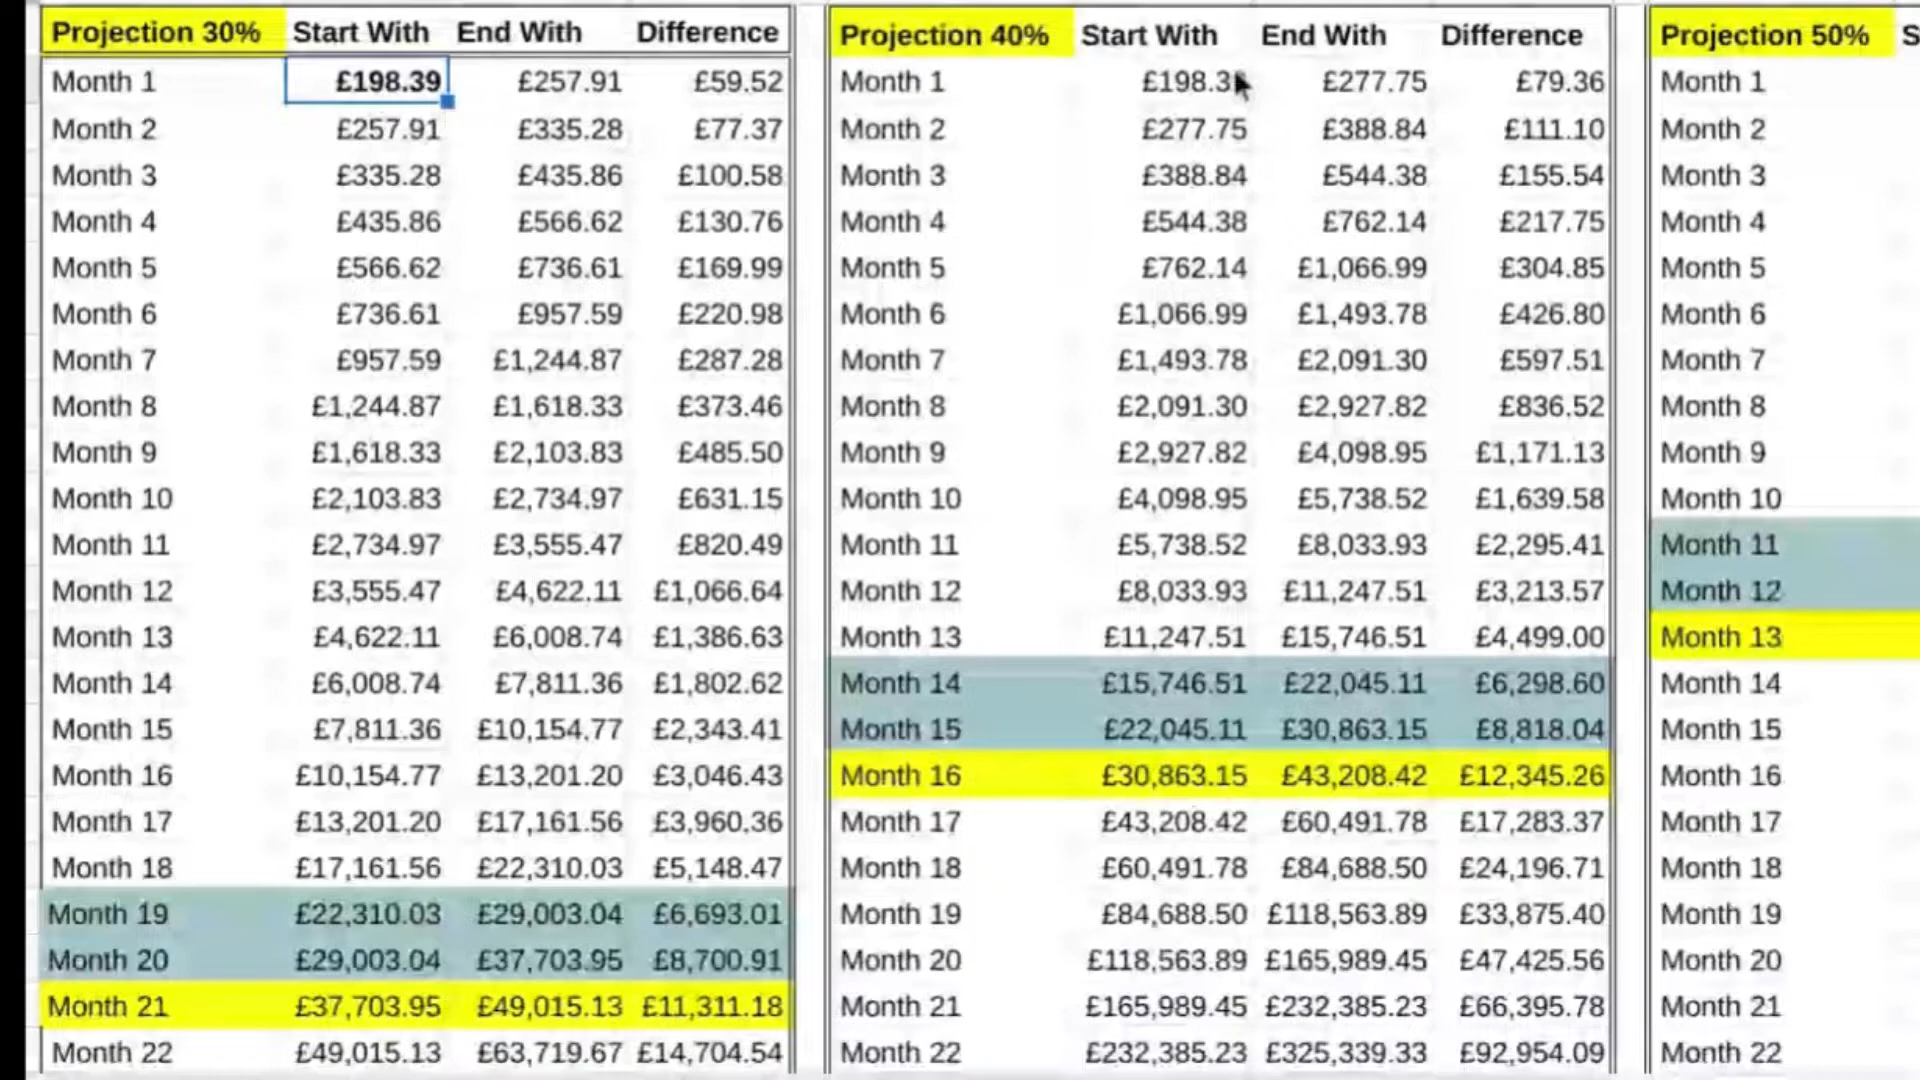 Projection 30% Start With End With Difference Projection 40% Start With End With Difference Projection 50% S
Month 1 £198.39 £257.91 £59.52 Month 1 £198.3 £277.75 £79.36 Month 1
Month 2 £257.91 £335.28 £77.37 Month 2 £277.75 £388.84 £111.10 Month 2
Month 3 £335.28 £435.86 £100.58 Month 3 £388.84 £544.38 £155.54 Month 3
Month 4 £435.86 £566.62 £130.76 Month 4 £544.38 £762.14 £217.75 Month 4
Month 5 £566.62 £736.61 £169.99 Month 5 £762.14 £1,066.99 £304.85 Month 5
Month 6 £736.61 £957.59 £220.98 Month 6 £1,066.99 £1,493.78 £426.80 Month 6
Month 7 £957.59 £1,244.87 £287.28 Month 7 £1,493.78 £2,091.30 £597.51 Month 7
Month 8 £1,244.87 £1,618.33 £373.46 Month 8 £2,091.30 £2,927.82 £836.52 Month 8
Month 9 £1,618.33 £2,103.83 £485.50 Month 9 £2,927.82 £4,098.95 £1,171.13 Month 9
Month 10 £2,103.83 £2,734.97 £631.15 Month 10 £4,098.95 £5,738.52 £1,639.58 Month 10
Month 11 £2,734.97 £3,555.47 £820.49 Month 11 £5,738.52 £8,033.93 £2,295.41 Month 11
Month 12 £3,555.47 £4,622.11 £1,066.64 Month 12 £8,033.93 £11,247.51 £3,213.57 Month 12
Month 13 £4,622.11 £6,008.74 £1,386.63 Month 13 £11,247.51 £15,746.51 £4,499.00 Month 13
Month 14 £6,008.74 £7,811.36 £1,802.62 Month 14 £15,746.51 £22,045.11 £6,298.60 Month 14
Month 15 £7,811.36 £10,154.77 £2,343.41 Month 15 £22,045.11 £30,863.15 £8,818.04 Month 15
Month 16 £10,154.77 £13,201.20 £3,046.43 Month 16 £30,863.15 £43,208.42 £12,345.26 Month 16
Month 17 £13,201.20 £17,161.56 £3,960.36 Month 17 £43,208.42 £60,491.78 £17,283.37 Month 17
Month 18 £17,161.56 £22,310.03 £5,148.47 Month 18 £60,491.78 £84,688.50 £24,196.71 Month 18
Month 19 £22,310.03 £29,003.04 £6,693.01 Month 19 £84,688.50 £118,563.89 £33,875.40 Month 19
Month 20 £29,003.04 £37,703.95 £8,700.91 Month 20 £118,563.89 £165,989.45 £47,425.56 Month 20
Month 21 £37,703.95 £49,015.13 £11,311.18 Month 21 £165,989.45 £232,385.23 £66,395.78 Month 21
Month 22 £49,015.13 £63,719.67 £14,704.54 Month 22 £232,385.23 £325,339.33 £92,954.09 Month 22